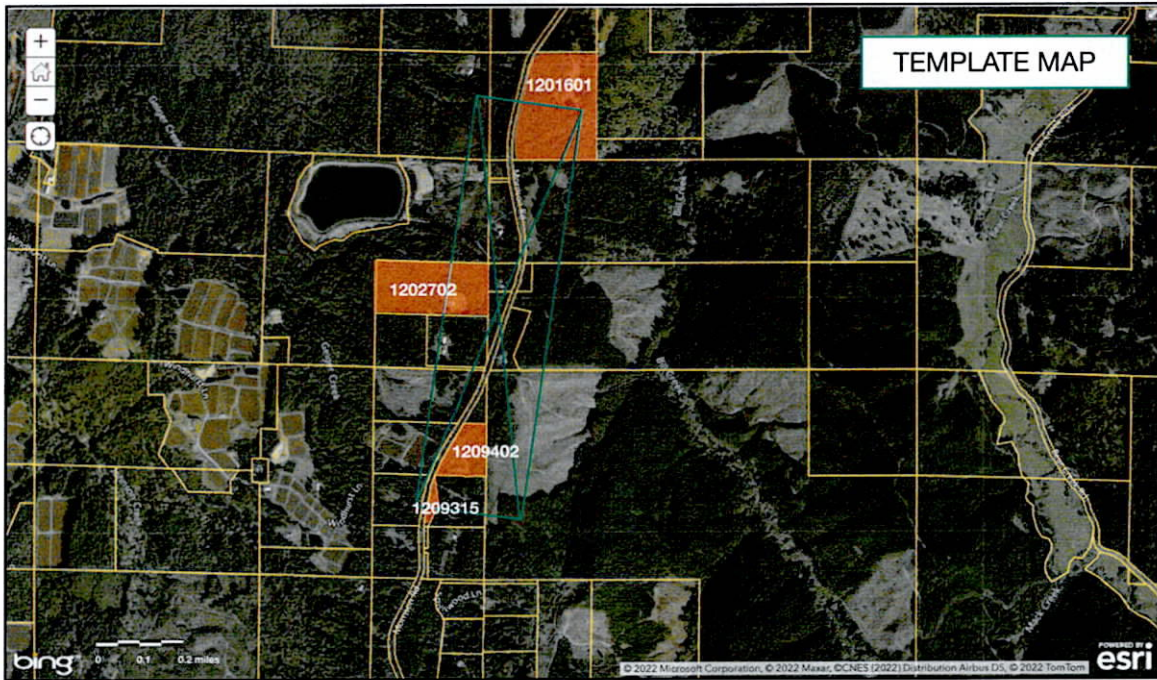 TEMPLATE MAP
+
−
1201601
1202702
1209402
1209315
bing
0 0.1 0.2 miles
© 2022 Microsoft Corporation, © 2022 Maxar, ©CNES (2022) Distribution Airbus DS, © 2022 TomTom
POWERED BY
esri